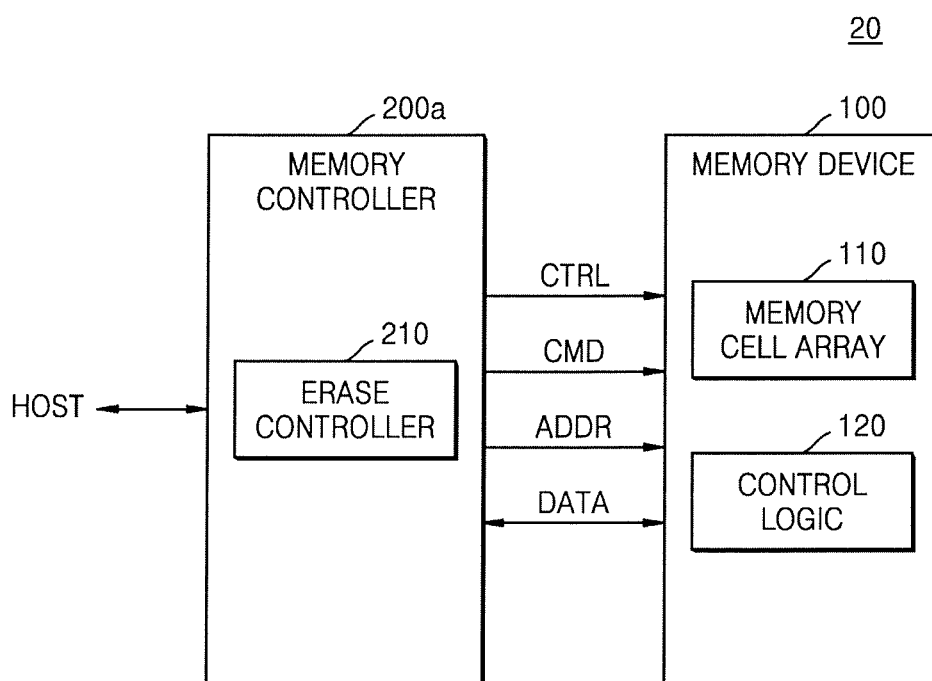 20
200a
100
MEMORY
CONTROLLER
MEMORY DEVICE
110
CTRL
MEMORY
CELL ARRAY
210
CMD
ERASE
CONTROLLER
HOST
ADDR
120
CONTROL
LOGIC
DATA